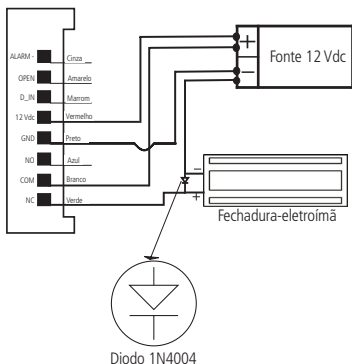 ALARM - Cinza
OPEN Amarelo
D_IN Marrom
12 Vdc Vermelho
GND Preto
NO Azul
COM Branco
NC Verde
+
−
Fonte 12 Vdc
−
+
Fechadura-eletroímã
Diodo 1N4004